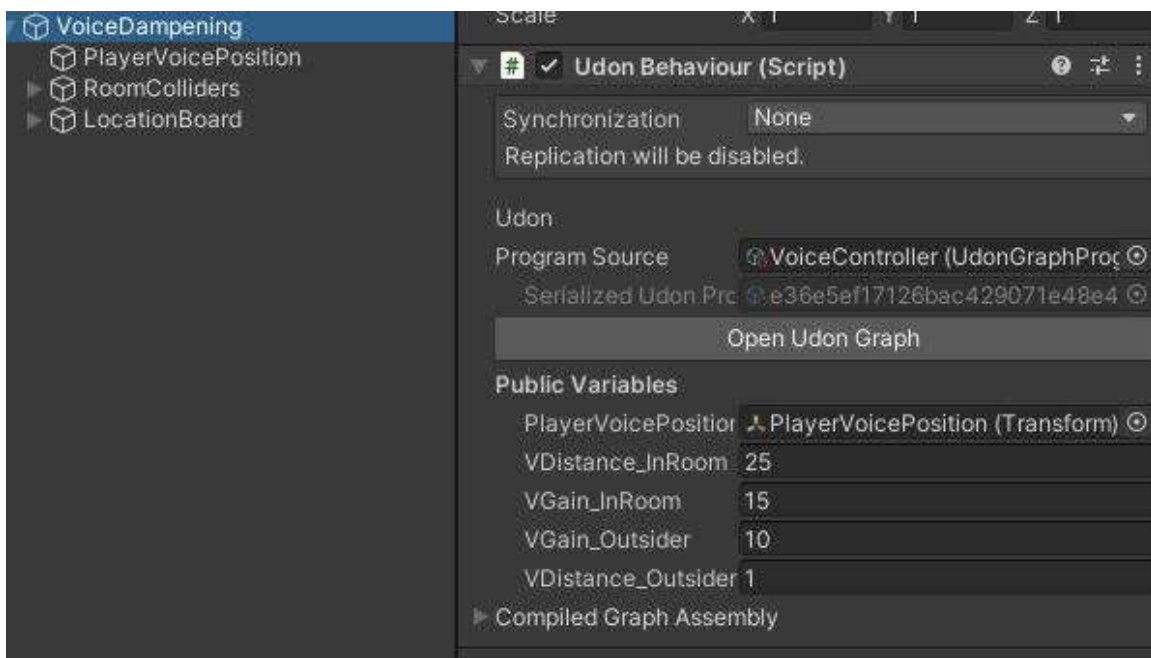 VoiceDampening
PlayerVoicePosition
RoomColliders
LocationBoard
Scale X 1 Y 1 Z 1
# Udon Behaviour (Script)
Synchronization None
Replication will be disabled.
Udon
Program Source VoiceController (UdonGraphProg
Serialized Udon Prc e36e5ef17126bac429071e48e4
Open Udon Graph
Public Variables
PlayerVoicePosition PlayerVoicePosition (Transform)
VDistance_InRoom 25
VGain_InRoom 15
VGain_Outsider 10
VDistance_Outsider 1
Compiled Graph Assembly